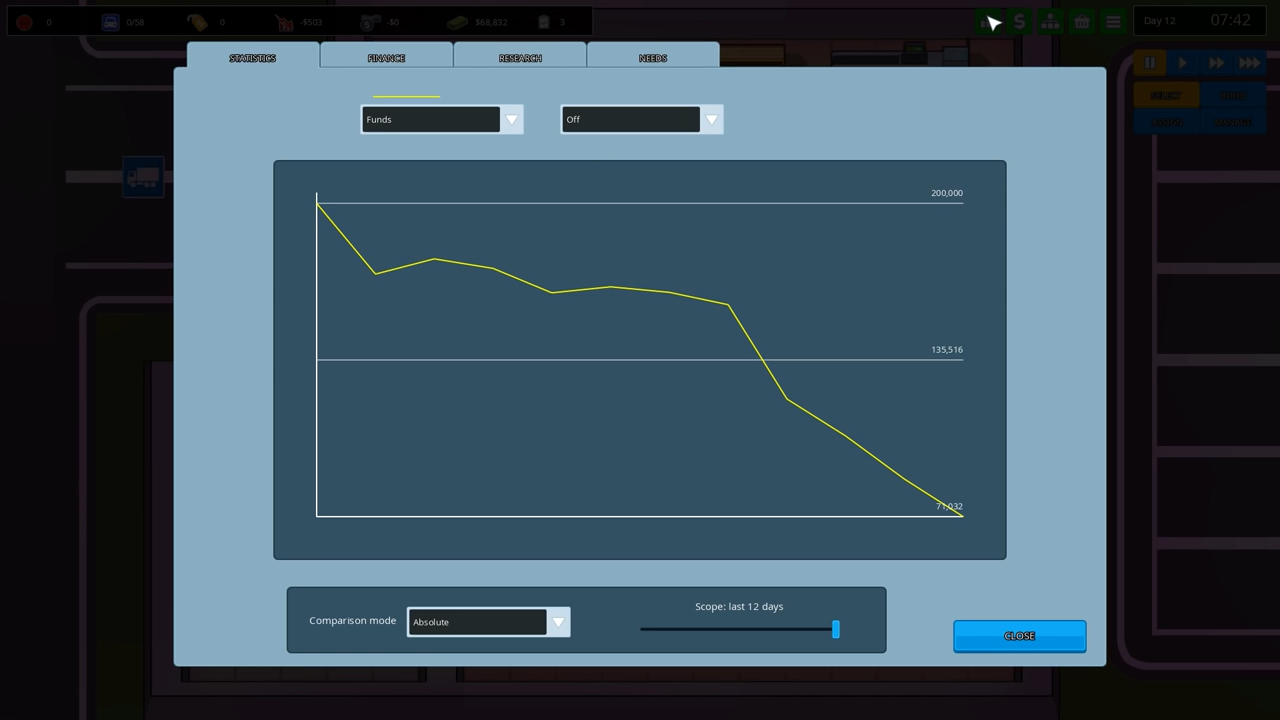 0 0/58 0 -$503 -$0 $68,832 3 Day 12 07:42
STATISTICS FINANCE RESEARCH NEEDS
SELECT
Funds Off
200,000
135,516
71,032
Scope: last 12 days
Comparison mode Absolute
CLOSE